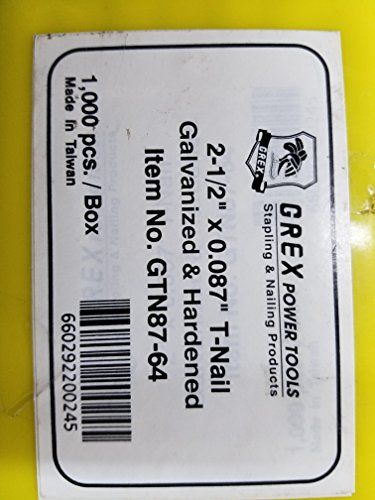 GREX
GREX POWER TOOLS
Stapling & Nailing Products
2-1/2" x 0.087" T-Nail
Galvanized & Hardened
Item No. GTN87-64
1,000 pcs. / Box
Made In Taiwan
660292200245